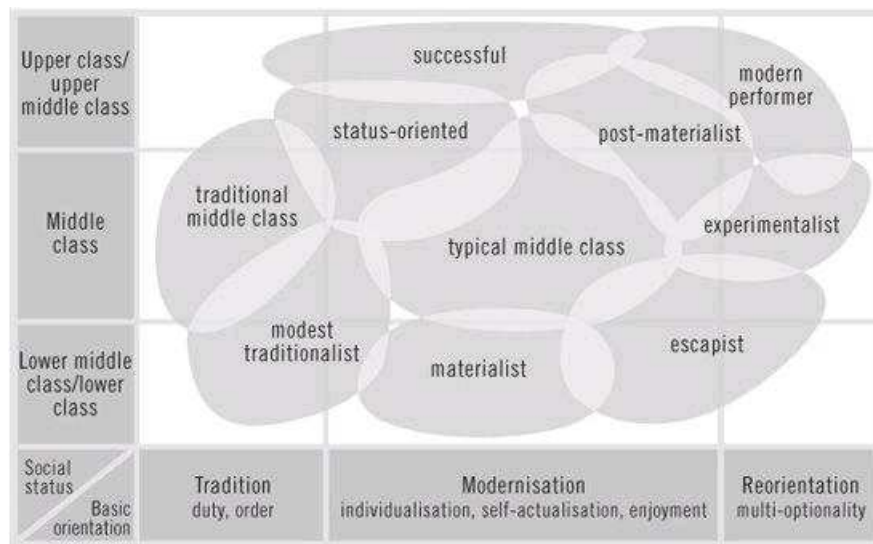 Upper class/
upper
middle class
successful
modern
performer
status-oriented
post-materialist
Middle
class
traditional
middle class
typical middle class
experimentalist
Lower middle
class/lower
class
modest
traditionalist
materialist
escapist
Social
status
Basic
orientation
Tradition
duty, order
Modernisation
individualisation, self-actualisation, enjoyment
Reorientation
multi-optionality